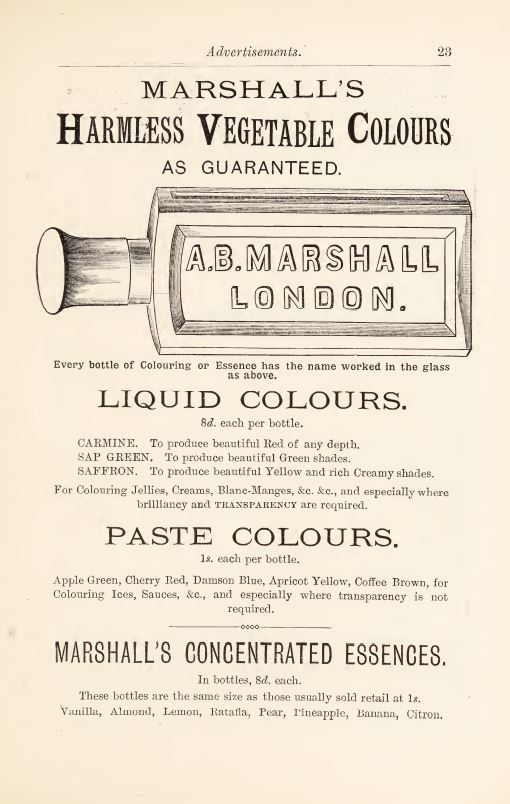 Advertisements. 23
MARSHALL'S
HARMLESS VEGETABLE COLOURS
AS GUARANTEED.
A.B.MARSHALL
LONDON.
Every bottle of Colouring or Essence has the name worked in the glass
as above.
LIQUID COLOURS.
8d. each per bottle.
CARMINE. To produce beautiful Red of any depth.
SAP GREEN. To produce beautiful Green shades.
SAFFRON. To produce beautiful Yellow and rich Creamy shades.
For Colouring Jellies, Creams, Blanc-Manges, &c. &c., and especially where
brilliancy and TRANSPARENCY are required.
PASTE COLOURS.
1s. each per bottle.
Apple Green, Cherry Red, Damson Blue, Apricot Yellow, Coffee Brown, for
Colouring Ices, Sauces, &c., and especially where transparency is not
required.
MARSHALL'S CONCENTRATED ESSENCES.
In bottles, 8d. each.
These bottles are the same size as those usually sold retail at 1s.
Vanilla, Almond, Lemon, Ratafia, Pear, Pineapple, Banana, Citron.